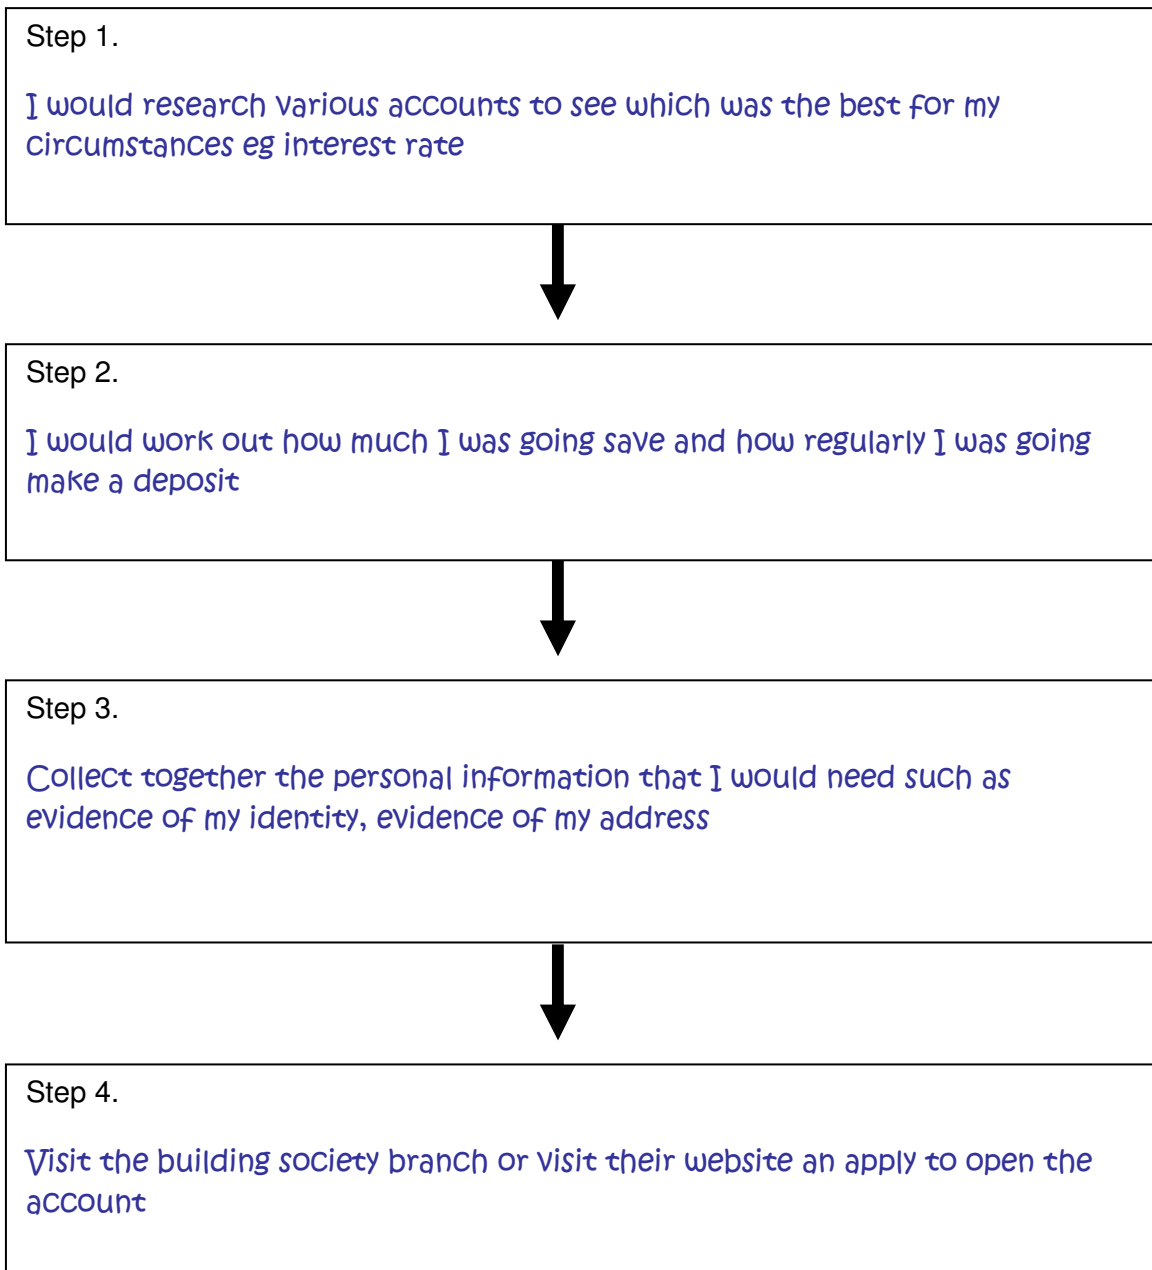 Step 1.
I would research various accounts to see which was the best for my
circumstances eg interest rate
Step 2.
I would work out how much I was going save and how regularly I was going
make a deposit
Step 3.
Collect together the personal information that I would need such as
evidence of my identity, evidence of my address
Step 4.
Visit the building society branch or visit their website an apply to open the
account